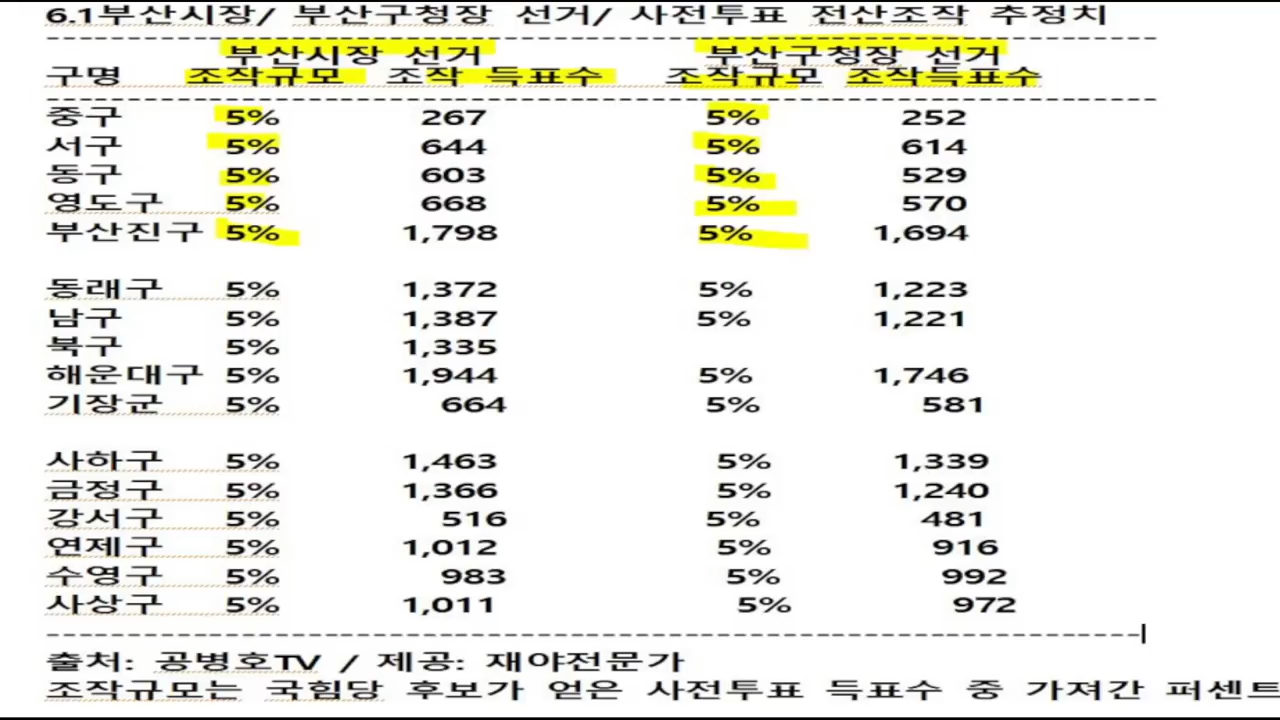 6.1부산시장/ 부산구청장 선거/ 사전투표 전산조작 추정치
부산시장 선거 부산구청장 선거
구명 조작규모 조작 득표수 조작규모 조작득표수
중구 5% 267 5% 252
서구 5% 644 5% 614
동구 5% 603 5% 529
영도구 5% 668 5% 570
부산진구 5% 1,798 5% 1,694
동래구 5% 1,372 5% 1,223
남구 5% 1,387 5% 1,221
북구 5% 1,335
해운대구 5% 1,944 5% 1,746
기장군 5% 664 5% 581
사하구 5% 1,463 5% 1,339
금정구 5% 1,366 5% 1,240
강서구 5% 516 5% 481
연제구 5% 1,012 5% 916
수영구 5% 983 5% 992
사상구 5% 1,011 5% 972
출처: 공병호TV / 제공: 재야전문가
조작규모는 국힘당 후보가 얻은 사전투표 득표수 중 가져간 퍼센트